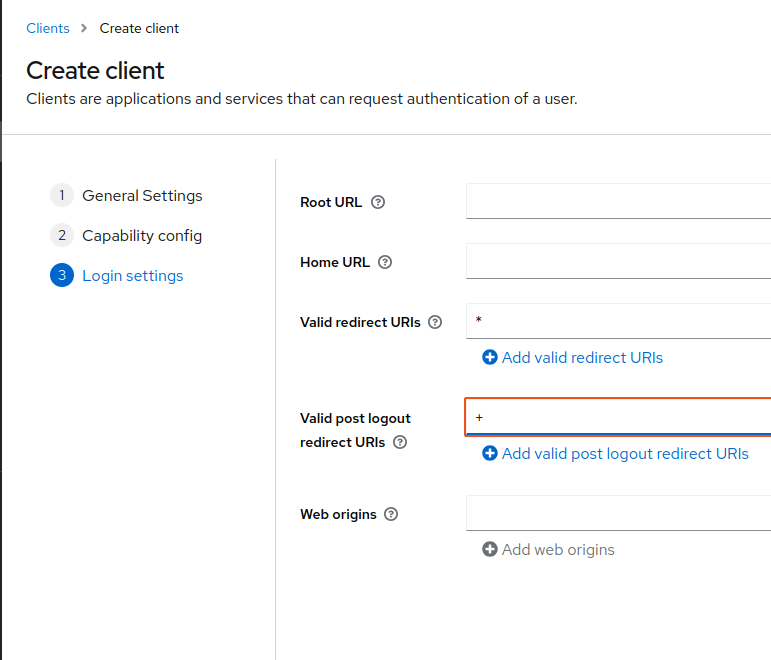 Clients > Create client
Create client
Clients are applications and services that can request authentication of a user.
1 General Settings
2 Capability config
3 Login settings
Root URL ?
Home URL ?
Valid redirect URIs ? *
Add valid redirect URIs
Valid post logout
redirect URIs ? +
Add valid post logout redirect URIs
Web origins ?
Add web origins